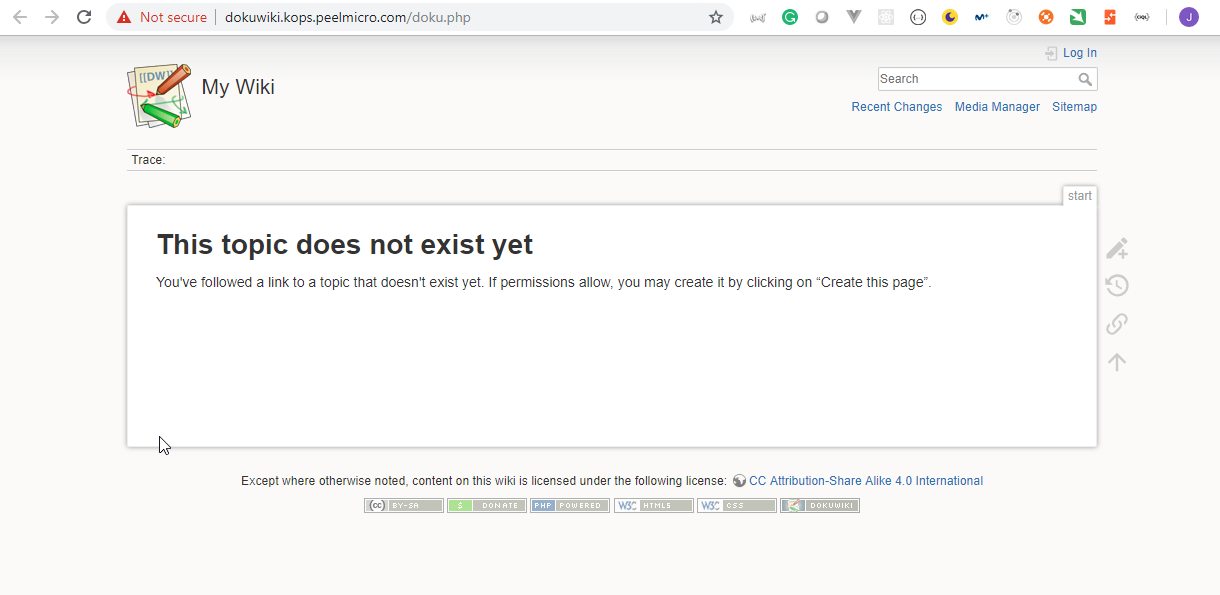 Not secure | dokuwiki.kops.peelmicro.com/doku.php
J
Log In
[[DW]]
My Wiki
Search
Recent Changes Media Manager Sitemap
Trace:
start
This topic does not exist yet
You've followed a link to a topic that doesn't exist yet. If permissions allow, you may create it by clicking on “Create this page”.
Except where otherwise noted, content on this wiki is licensed under the following license: CC Attribution-Share Alike 4.0 International
cc BY-SA $ DONATE PHP POWERED W3C HTML5 W3C CSS DOKUWIKI